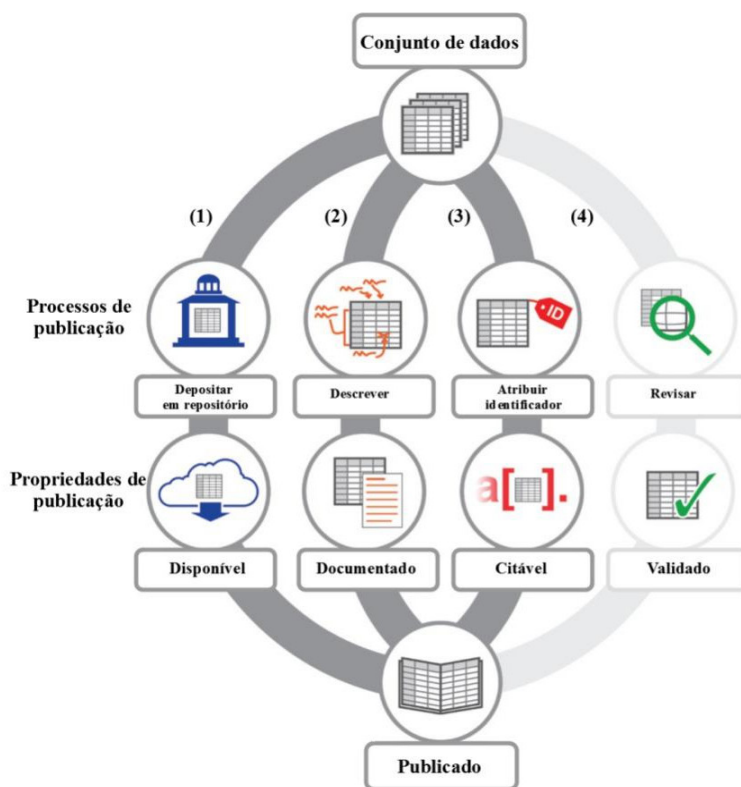 Conjunto de dados
(1)
(2)
(3)
(4)
Processos de
publicação
ID
Depositar
em repositório
Descrever
Atribuir
identificador
Revisar
Propriedades de
publicação
a[ ].
Disponível
Documentado
Citável
Validado
Publicado